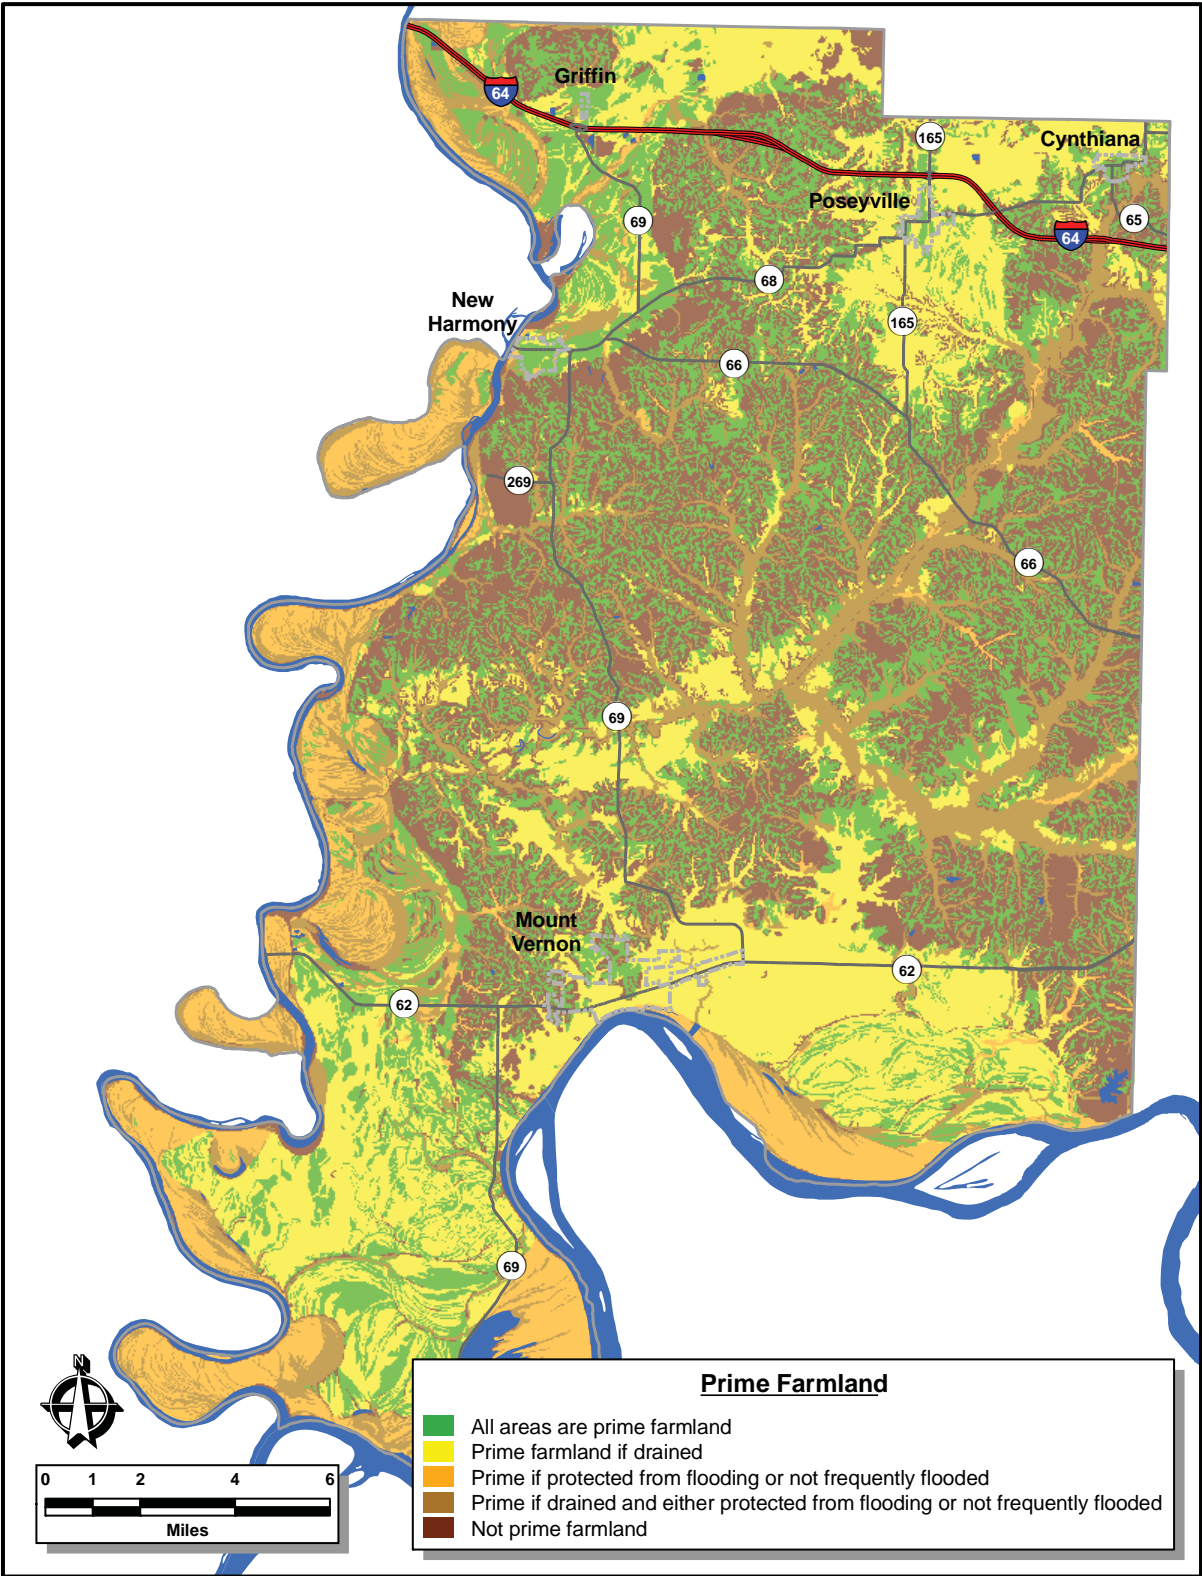 Griffin
64
165
Cynthiana
Poseyville
69
65
64
68
New
Harmony
165
66
269
66
69
Mount
Vernon
62
62
69
N
Prime Farmland
All areas are prime farmland
Prime farmland if drained
Prime if protected from flooding or not frequently flooded
Prime if drained and either protected from flooding or not frequently flooded
Not prime farmland
0 1 2 4 6
Miles